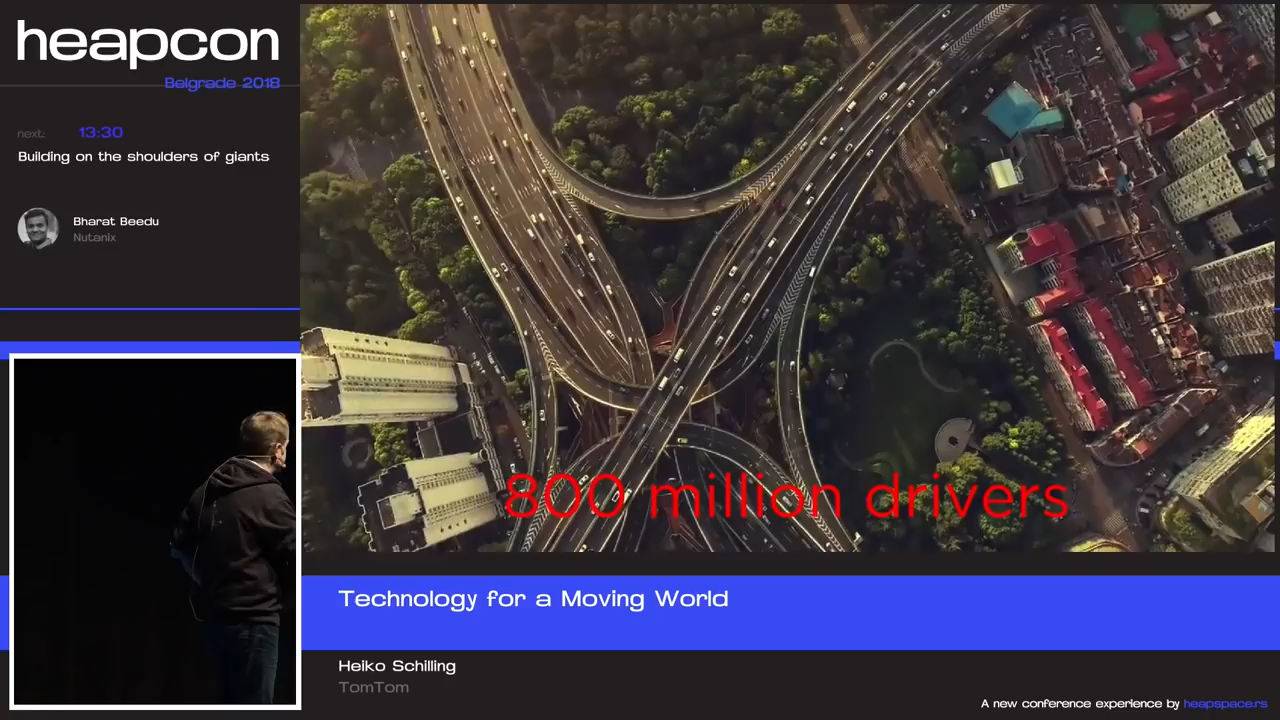 heapcon
Belgrade 2018
next: 13:30
Building on the shoulders of giants
Bharat Beedu
Nutanix
800 million drivers
Technology for a Moving World
Heiko Schilling
TomTom
A new conference experience by heapspace.rs